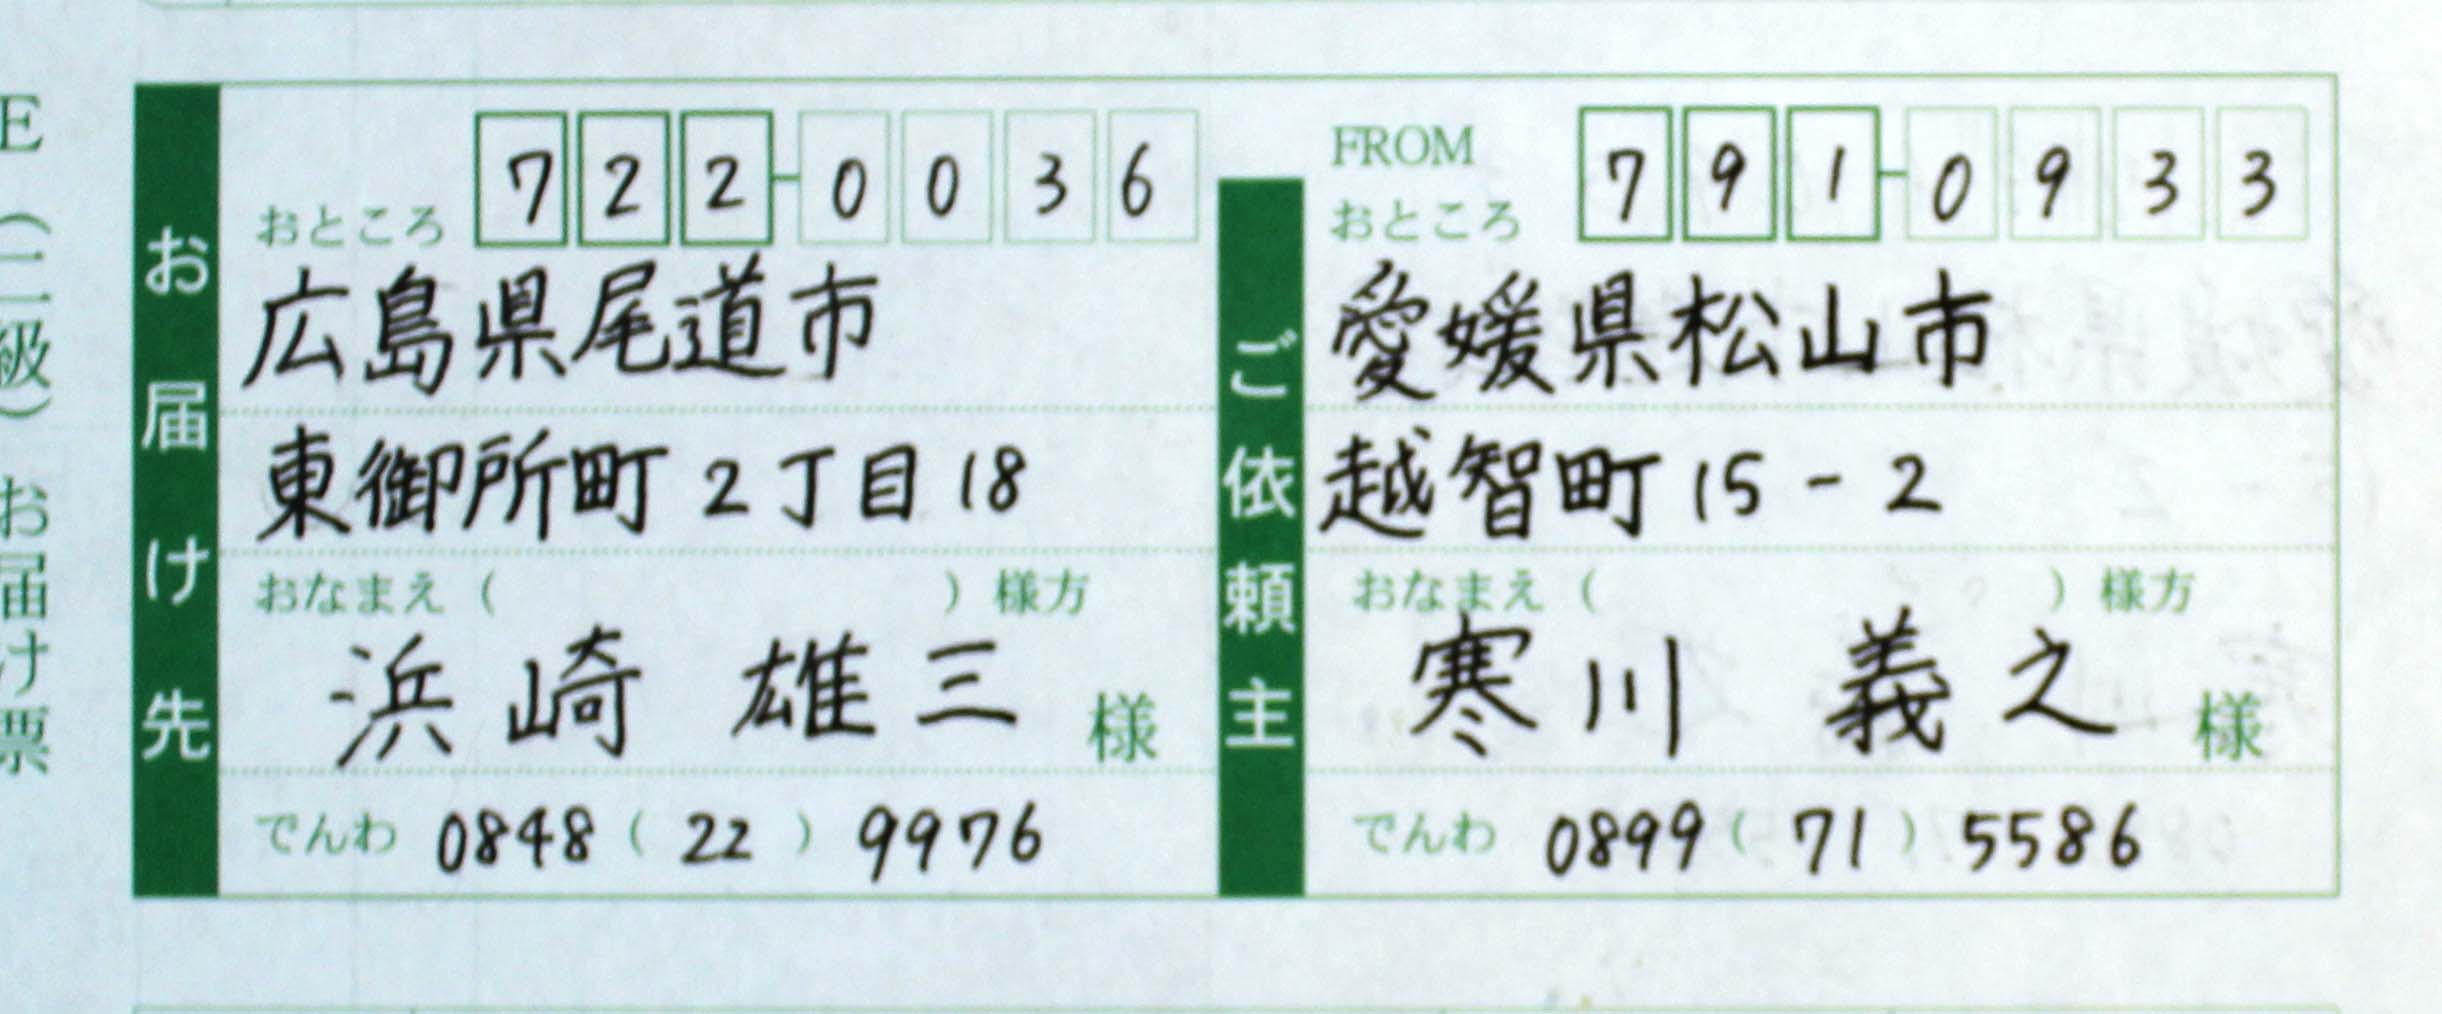 E(二級)お届け票
お届け先
おところ
722-0036
広島県尾道市
東御所町2丁目18
おなまえ( )様方
浜崎 雄三 様
でんわ 0848(22)9976
ご依頼主
FROM
おところ
791-0933
愛媛県松山市
越智町15-2
おなまえ( )様方
寒川 義之 様
でんわ 0899(71)5586